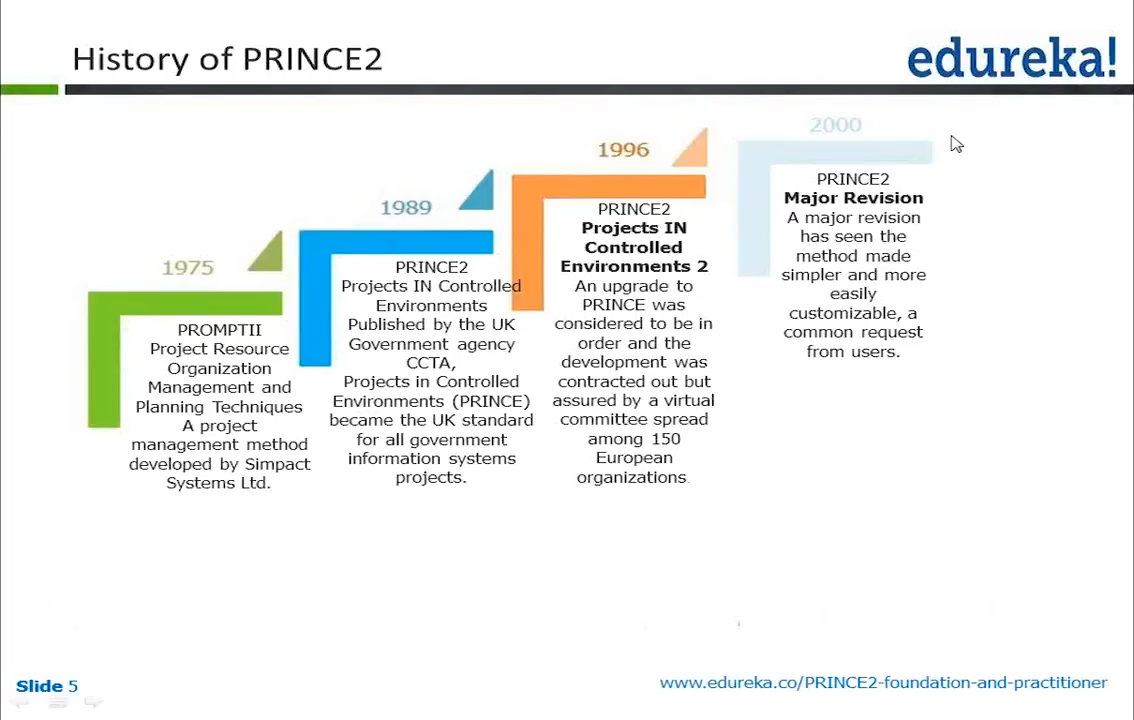 History of PRINCE2
edureka!
1975
PROMPTII
Project Resource
Organization
Management and
Planning Techniques
A project
management method
developed by Simpact
Systems Ltd.
1989
PRINCE2
Projects IN Controlled
Environments
Published by the UK
Government agency
CCTA,
Projects in Controlled
Environments (PRINCE)
became the UK standard
for all government
information systems
projects.
1996
PRINCE2
Projects IN
Controlled
Environments 2
An upgrade to
PRINCE was
considered to be in
order and the
development was
contracted out but
assured by a virtual
committee spread
among 150
European
organizations.
2000
PRINCE2
Major Revision
A major revision
has seen the
method made
simpler and more
easily
customizable, a
common request
from users.
Slide 5
www.edureka.co/PRINCE2-foundation-and-practitioner